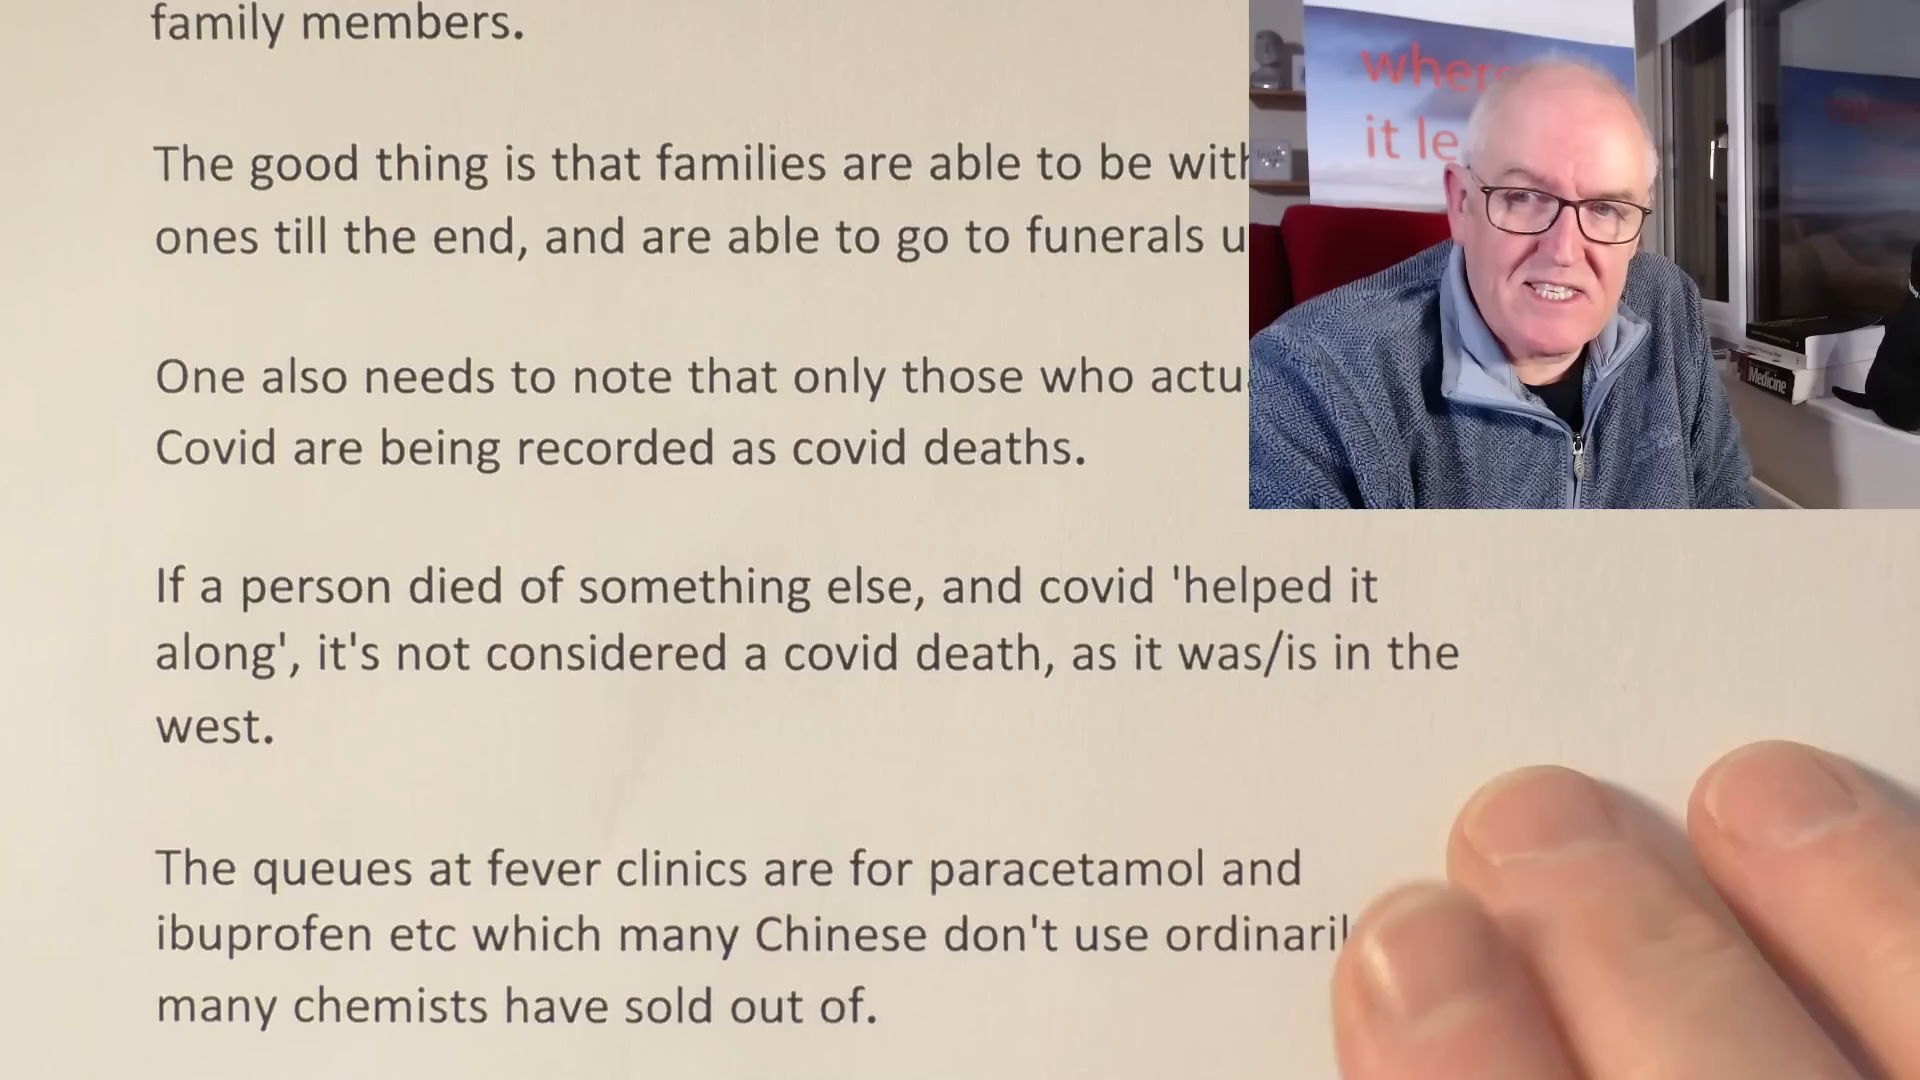 family members.
The good thing is that families are able to be with
ones till the end, and are able to go to funerals
One also needs to note that only those who
Covid are being recorded as covid deaths.
If a person died of something else, and covid 'helped it
along', it's not considered a covid death, as it was/is in the
west.
The queues at fever clinics are for paracetamol and
ibuprofen etc which many Chinese don't use
many chemists have sold out of.
where
it
Medicine